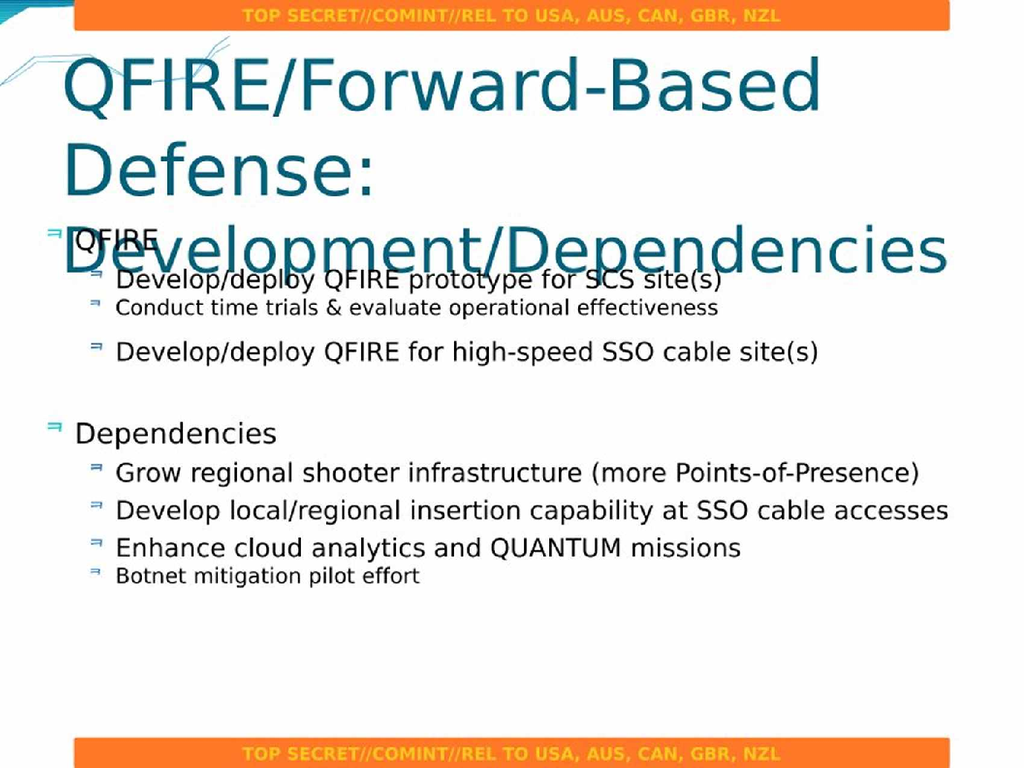 TOP SECRET//COMINT//REL TO USA, AUS, CAN, GBR, NZL
QFIRE/Forward-Based
Defense:
Development/Dependencies
QFIRE
Develop/deploy QFIRE prototype for SCS site(s)
Conduct time trials & evaluate operational effectiveness
Develop/deploy QFIRE for high-speed SSO cable site(s)
Dependencies
Grow regional shooter infrastructure (more Points-of-Presence)
Develop local/regional insertion capability at SSO cable accesses
Enhance cloud analytics and QUANTUM missions
Botnet mitigation pilot effort
TOP SECRET//COMINT//REL TO USA, AUS, CAN, GBR, NZL